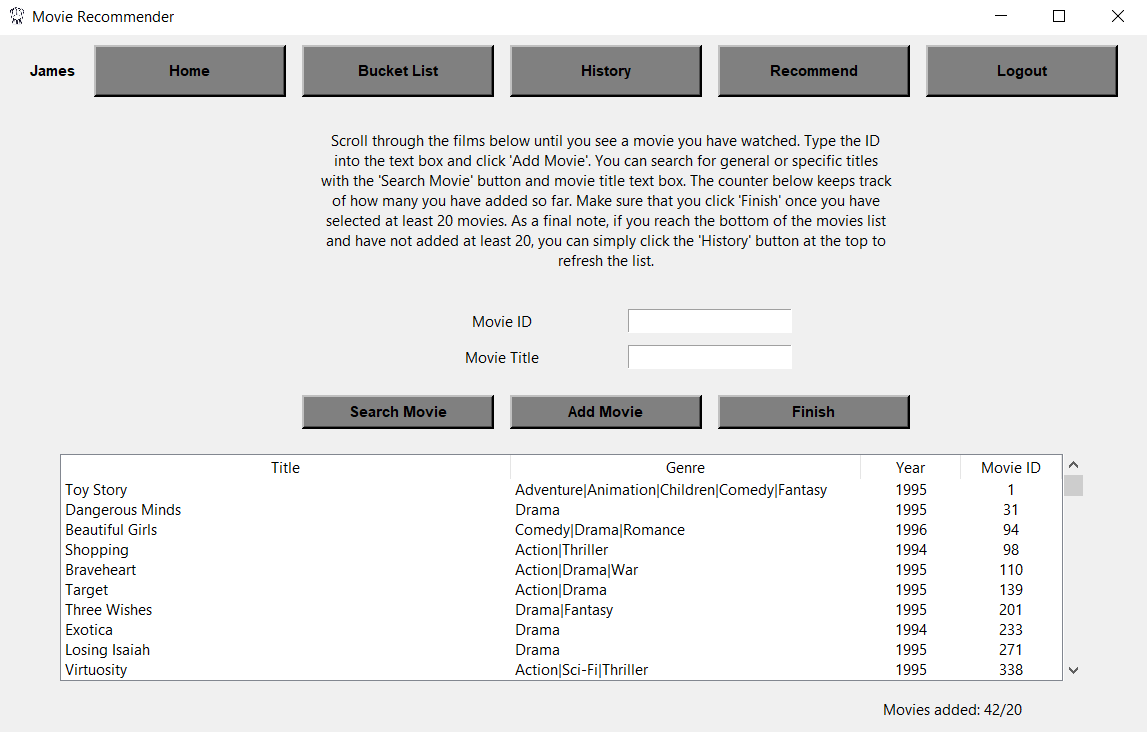 Movie Recommender
James Home Bucket List History Recommend Logout
Scroll through the films below until you see a movie you have watched. Type the ID
into the text box and click 'Add Movie'. You can search for general or specific titles
with the 'Search Movie' button and movie title text box. The counter below keeps track
of how many you have added so far. Make sure that you click 'Finish' once you have
selected at least 20 movies. As a final note, if you reach the bottom of the movies list
and have not added at least 20, you can simply click the 'History' button at the top to
refresh the list.
Movie ID
Movie Title
Search Movie Add Movie Finish
Title Genre Year Movie ID
Toy Story Adventure|Animation|Children|Comedy|Fantasy 1995 1
Dangerous Minds Drama 1995 31
Beautiful Girls Comedy|Drama|Romance 1996 94
Shopping Action|Thriller 1994 98
Braveheart Action|Drama|War 1995 110
Target Action|Drama 1995 139
Three Wishes Drama|Fantasy 1995 201
Exotica Drama 1994 233
Losing Isaiah Drama 1995 271
Virtuosity Action|Sci-Fi|Thriller 1995 338
Movies added: 42/20